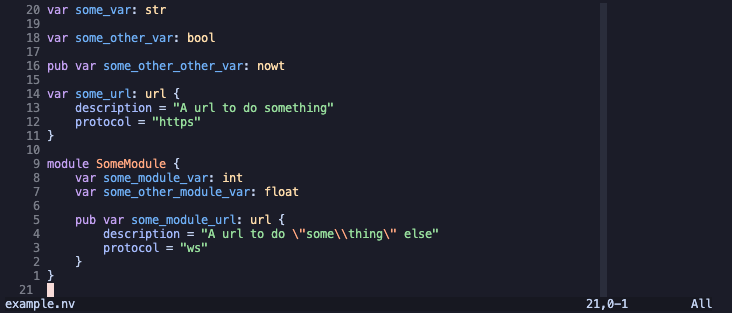 20 var some_var: str
19
18 var some_other_var: bool
17
16 pub var some_other_other_var: nowt
15
14 var some_url: url {
13     description = "A url to do something"
12     protocol = "https"
11 }
10
9 module SomeModule {
8     var some_module_var: int
7     var some_other_module_var: float
6
5     pub var some_module_url: url {
4         description = "A url to do \"some\\thing\" else"
3         protocol = "ws"
2     }
1 }
21
example.nv 21,0-1 All